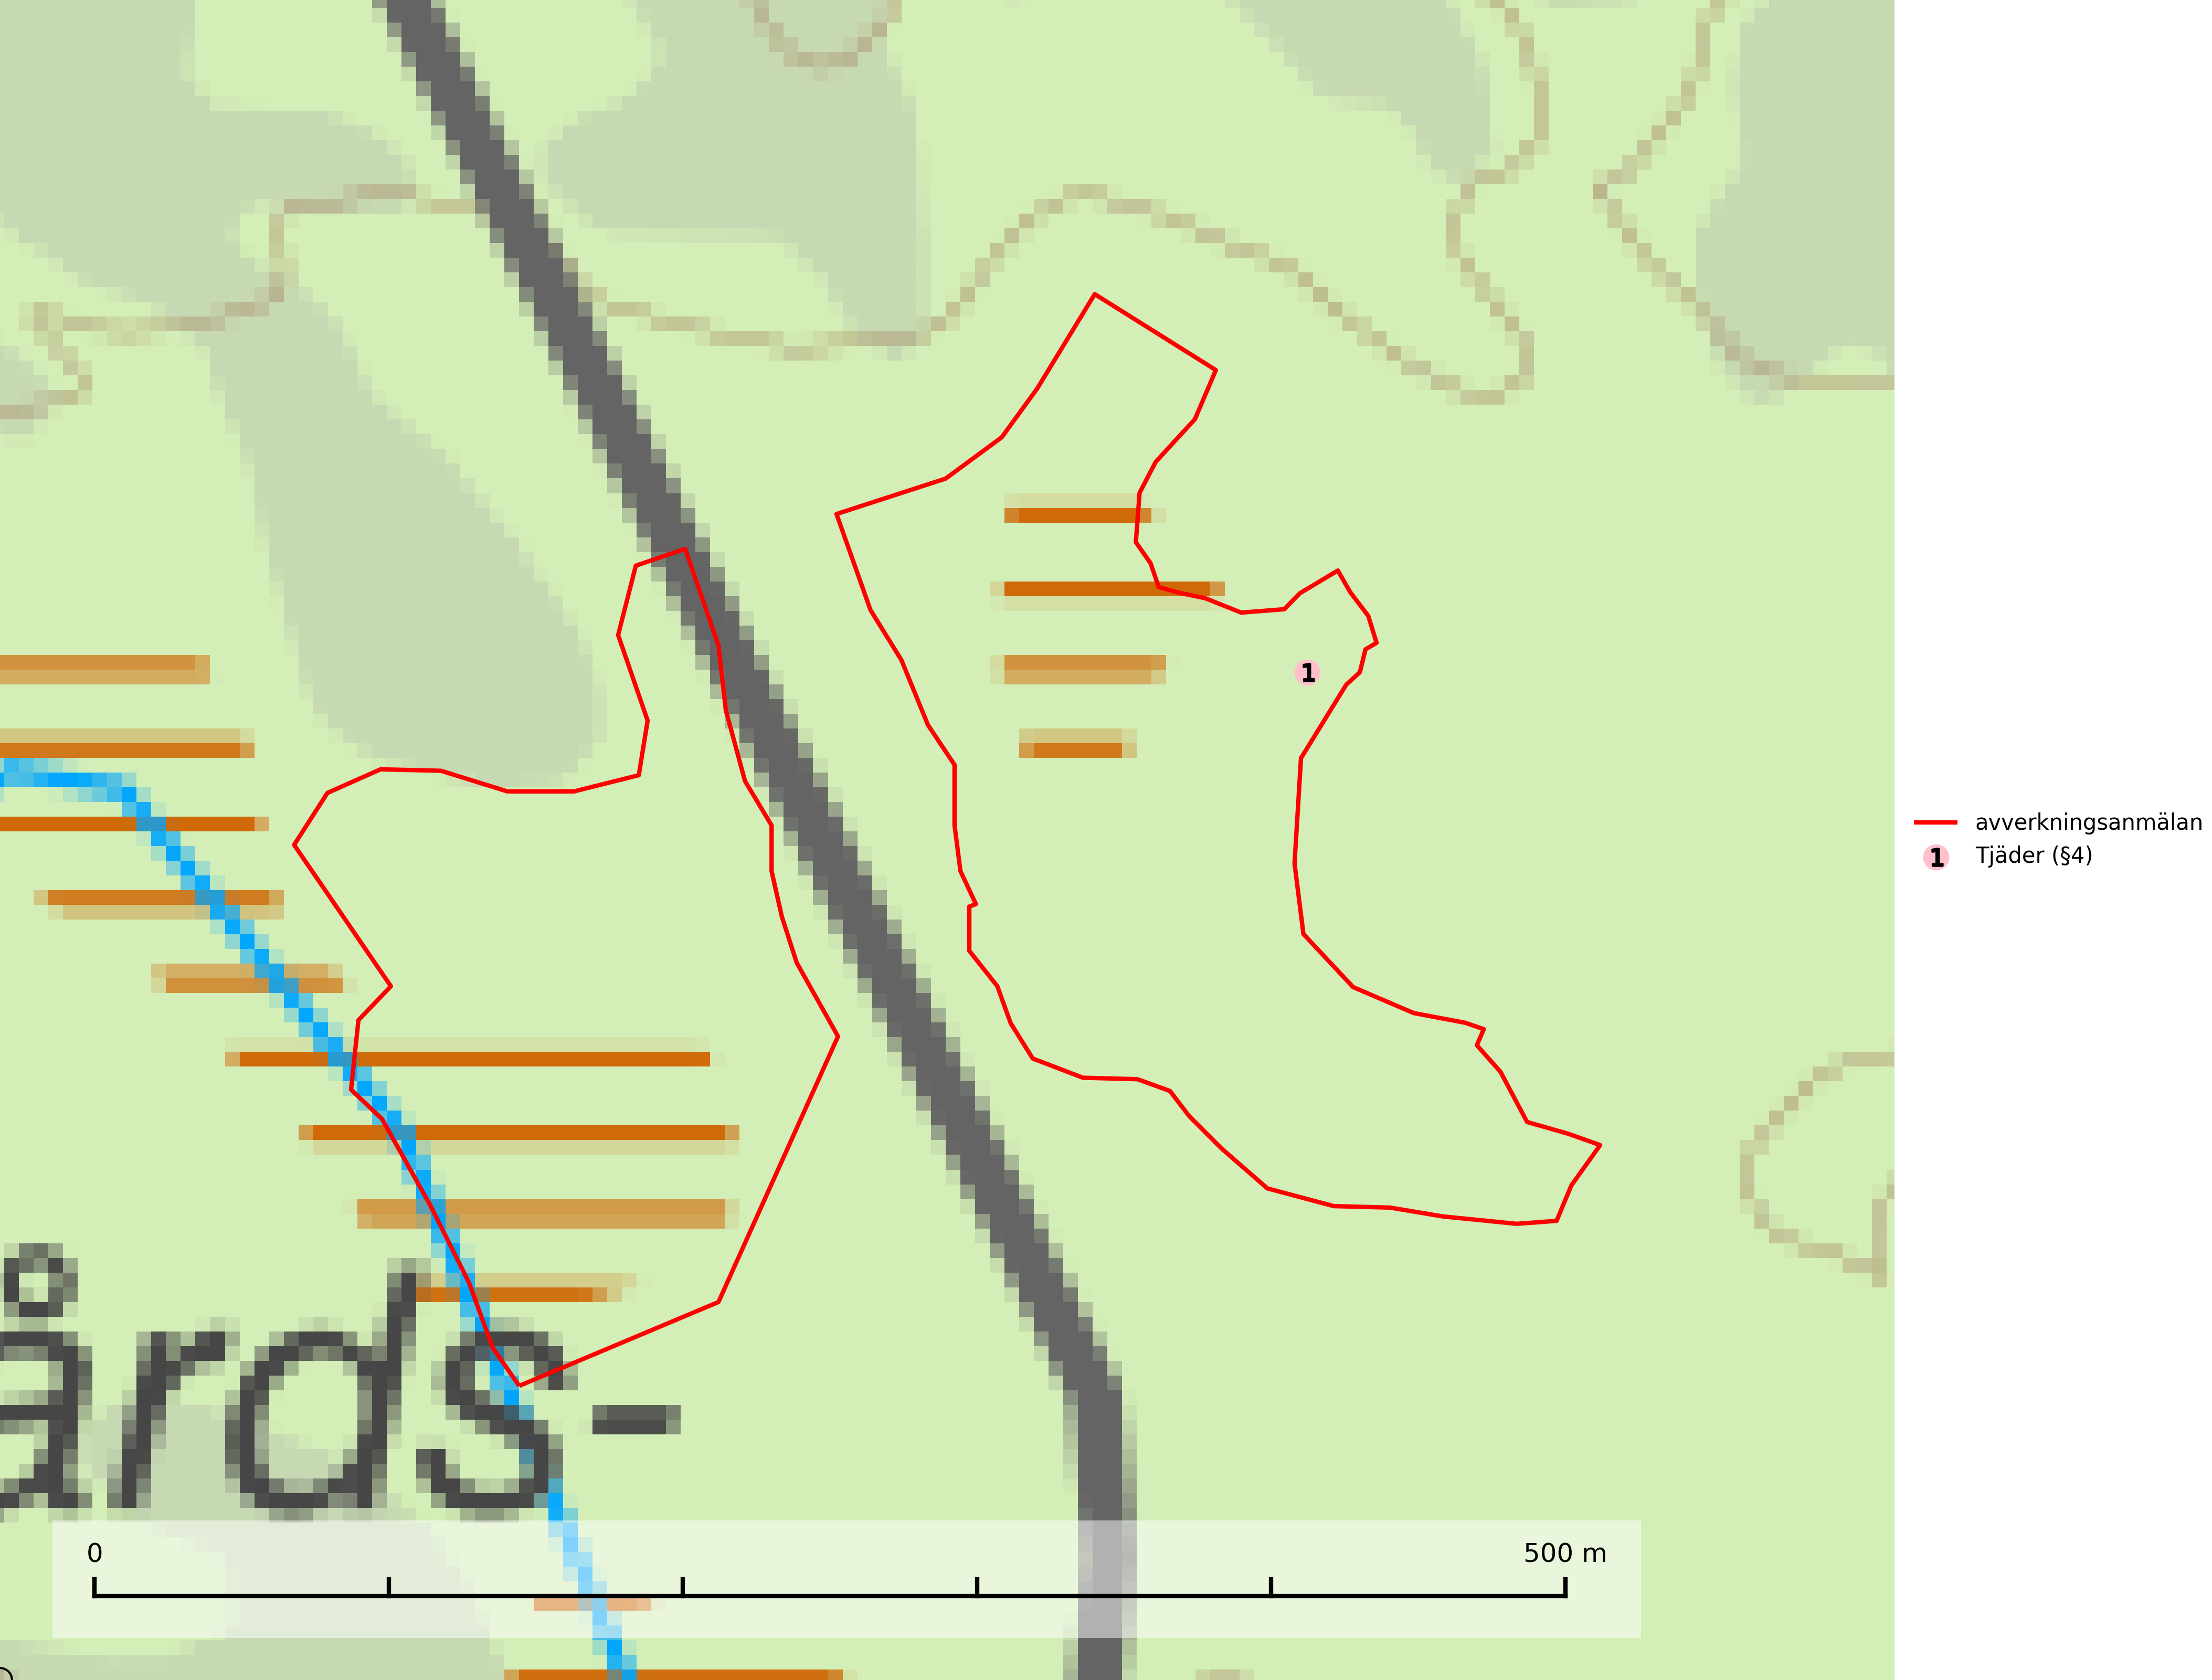 1
avverkningsanmälan
1 Tjäder (§4)
årds-
0 500 m